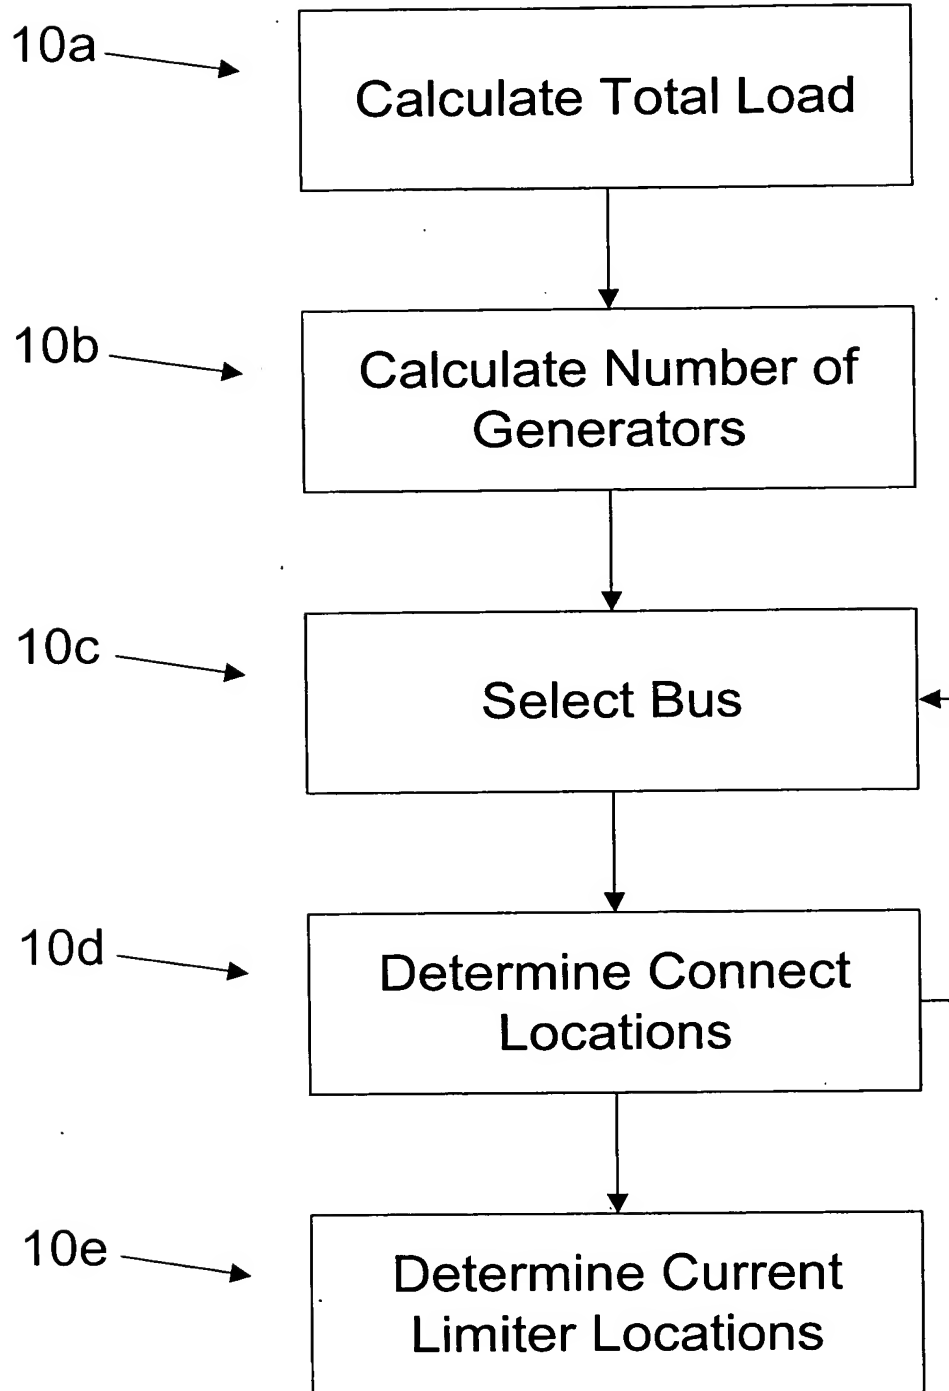 10a
Calculate Total Load
10b
Calculate Number of
Generators
10c
Select Bus
10d
Determine Connect
Locations
10e
Determine Current
Limiter Locations